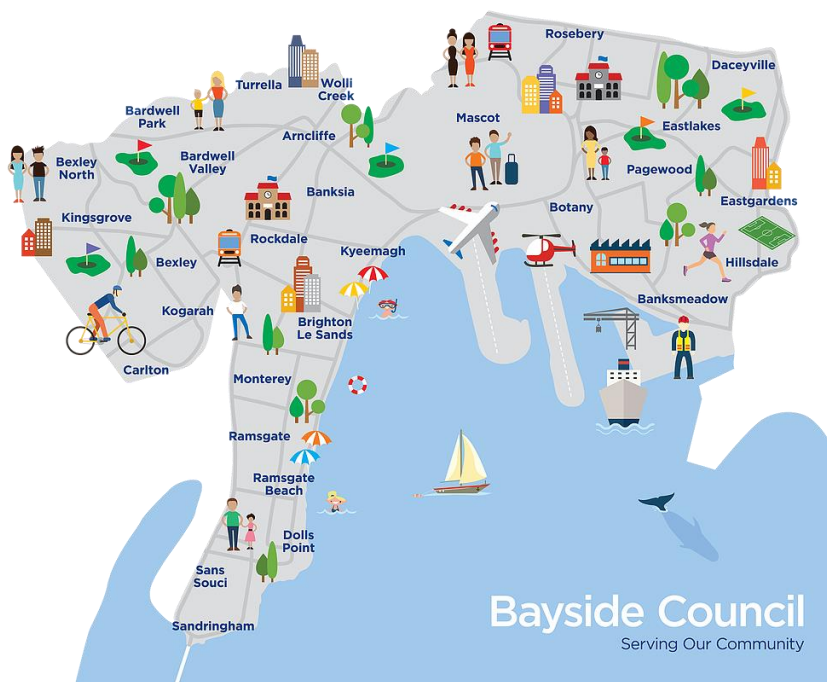 Rosebery
Daceyville
Turrella
Wolli
Creek
Bardwell
Park
Mascot
Arncliffe
Eastlakes
Bexley
North
Bardwell
Valley
Pagewood
Banksia
Eastgardens
Botany
Kingsgrove
Rockdale
Kyeemagh
Bexley
Hillsdale
Banksmeadow
Kogarah
Brighton
Le Sands
Carlton
Monterey
Ramsgate
Ramsgate
Beach
Dolls
Point
Sans
Souci
Sandringham
Bayside Council
Serving Our Community